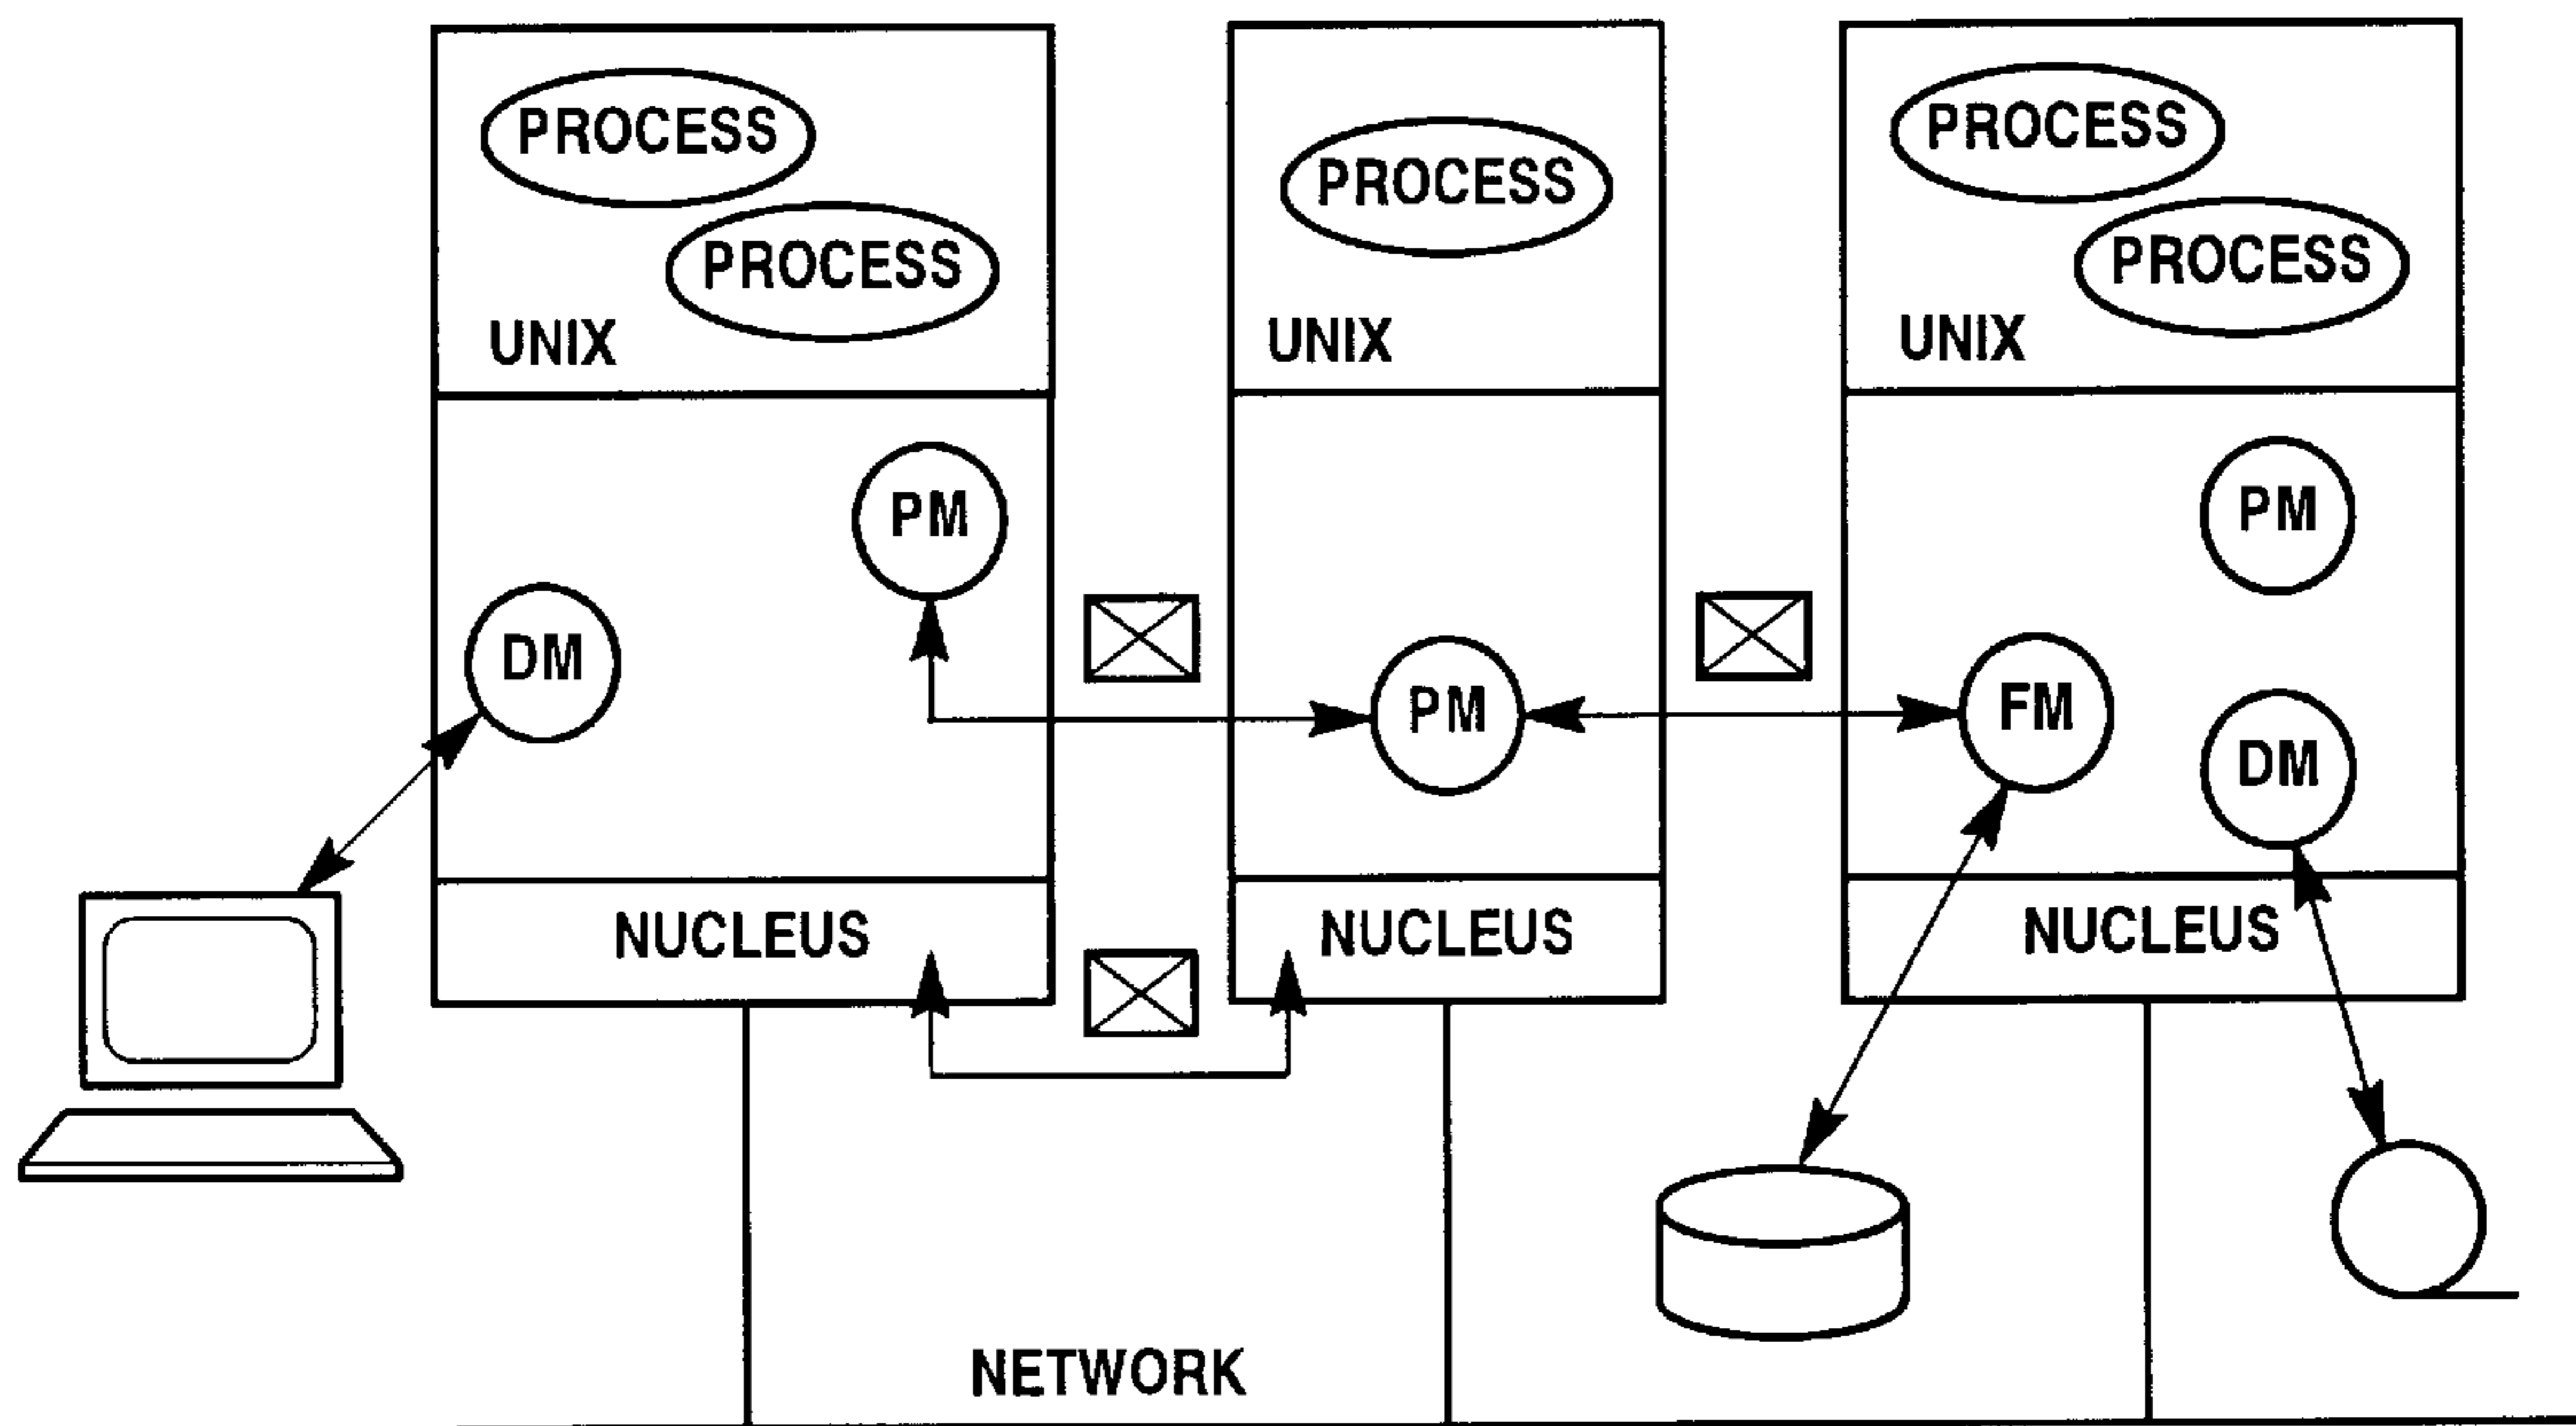 PROCESS
PROCESS
UNIX
PM
DM
NUCLEUS
PROCESS
UNIX
PM
NUCLEUS
PROCESS
PROCESS
UNIX
PM
FM
DM
NUCLEUS
NETWORK